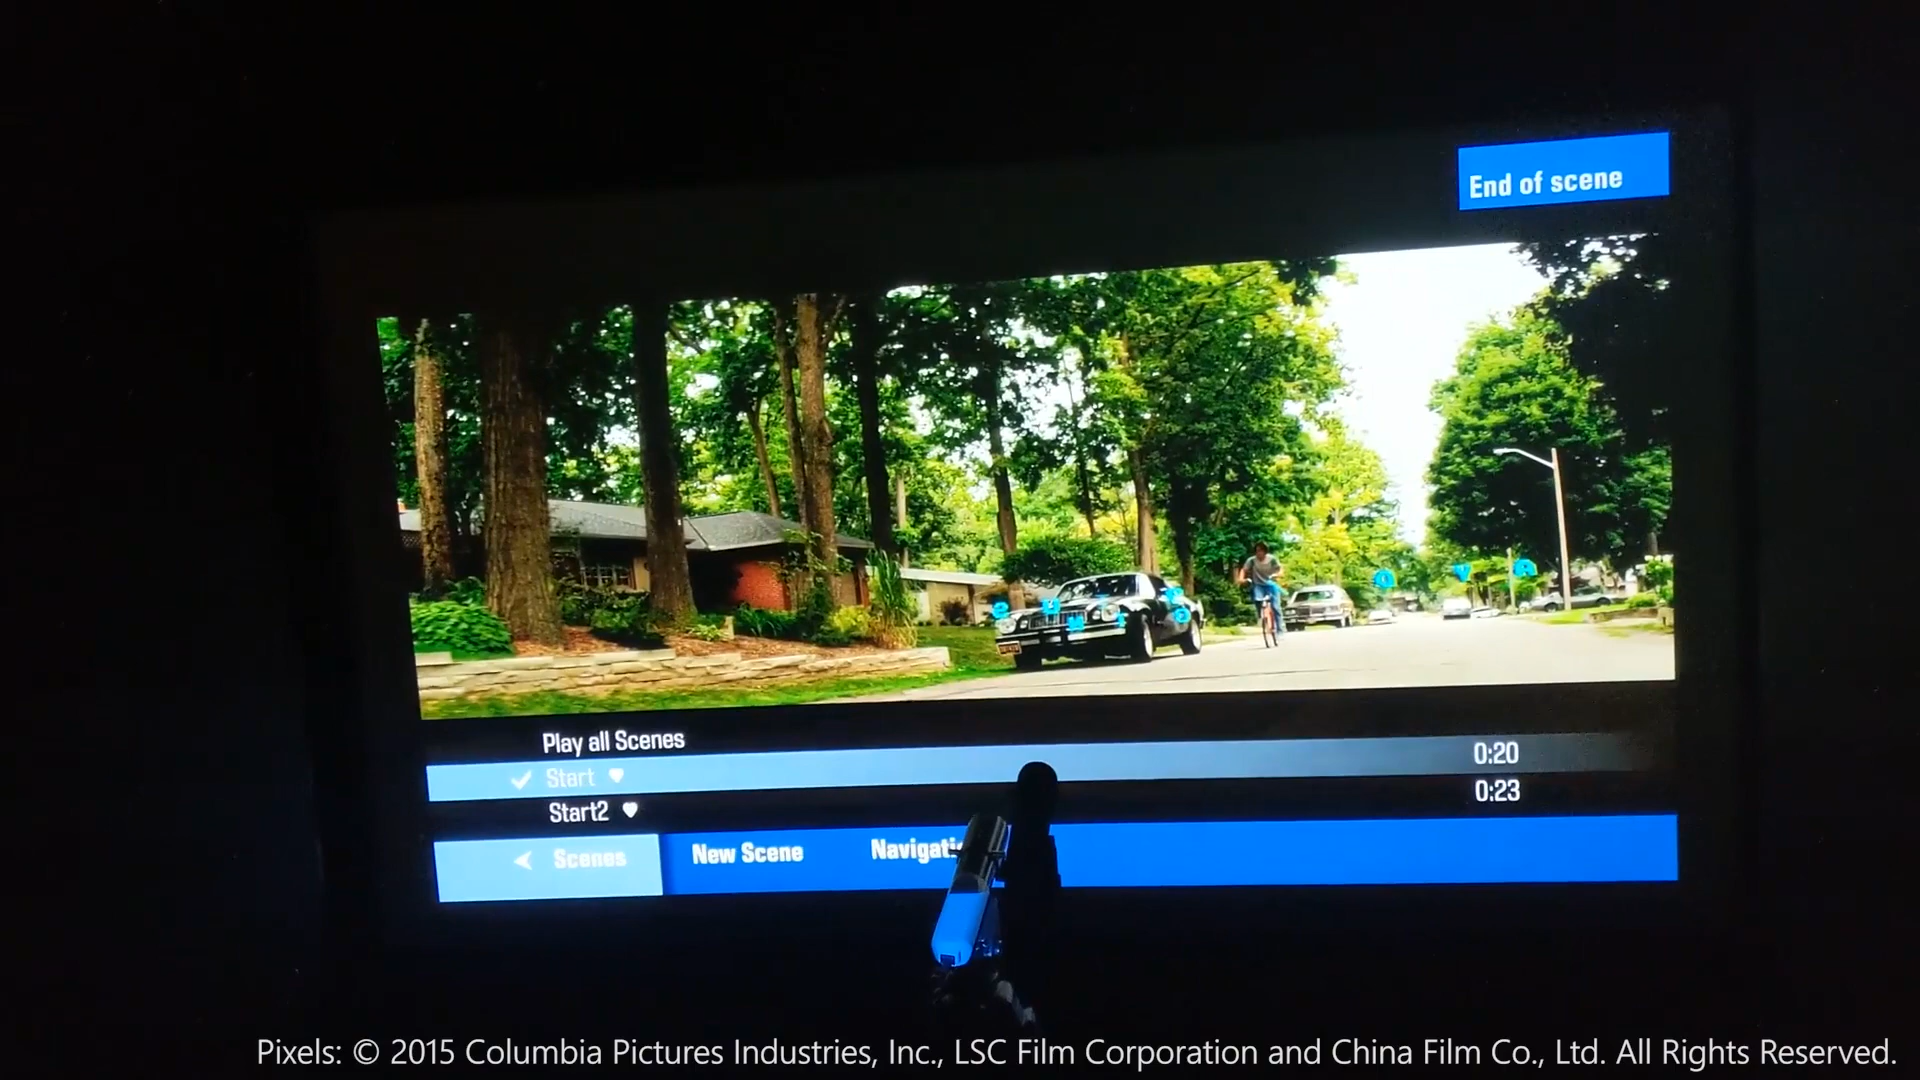 End of scene
Play all Scenes
Start 0:20
Start2 0:23
Scenes New Scene
Pixels: © 2015 Columbia Pictures Industries, Inc., LSC Film Corporation and China Film Co., Ltd. All Rights Reserved.